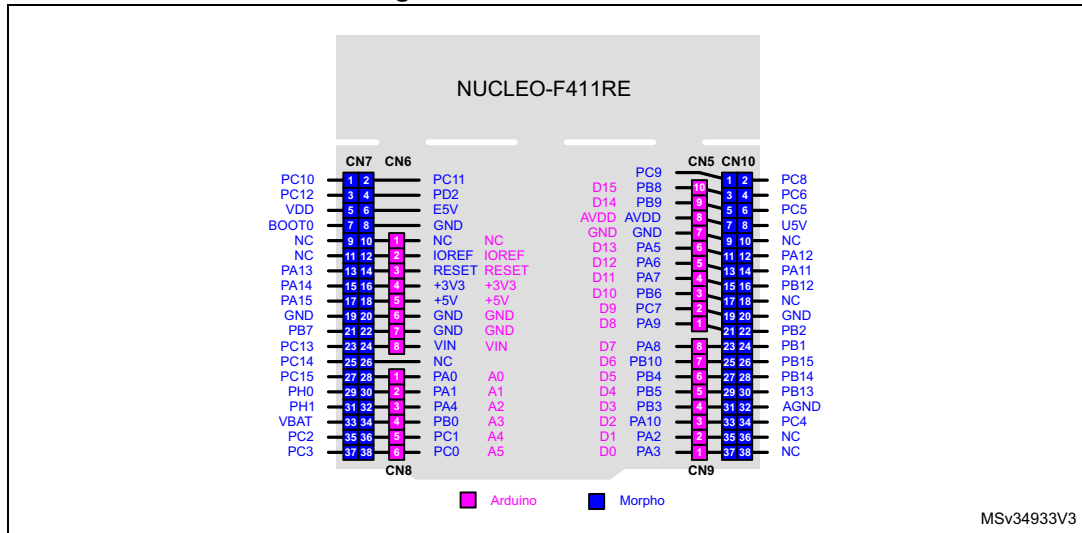 NUCLEO-F411RE
CN7 CN6 CN5 CN10
PC9
PC10 1 2 PC11 1 2 PC8
PC12 3 4 PD2 D15 PB8 10 3 4 PC6
VDD 5 6 E5V D14 PB9 9 5 6 PC5
BOOT0 7 8 GND AVDD AVDD 8 7 8 U5V
NC 9 10 1 NC NC GND GND 7 9 10 NC
NC 11 12 2 IOREF IOREF D13 PA5 6 11 12 PA12
PA13 13 14 3 RESET RESET D12 PA6 5 13 14 PA11
PA14 15 16 4 +3V3 +3V3 D11 PA7 4 15 16 PB12
PA15 17 18 5 +5V +5V D10 PB6 3 17 18 NC
GND 19 20 6 GND GND D9 PC7 2 19 20 GND
PB7 21 22 7 GND GND D8 PA9 1 21 22 PB2
PC13 23 24 8 VIN VIN D7 PA8 8 23 24 PB1
PC14 25 26 NC D6 PB10 7 25 26 PB15
PC15 27 28 1 PA0 A0 D5 PB4 6 27 28 PB14
PH0 29 30 2 PA1 A1 D4 PB5 5 29 30 PB13
PH1 31 32 3 PA4 A2 D3 PB3 4 31 32 AGND
VBAT 33 34 4 PB0 A3 D2 PA10 3 33 34 PC4
PC2 35 36 5 PC1 A4 D1 PA2 2 35 36 NC
PC3 37 38 6 PC0 A5 D0 PA3 1 37 38 NC
CN8 CN9
Arduino Morpho
MSv34933V3